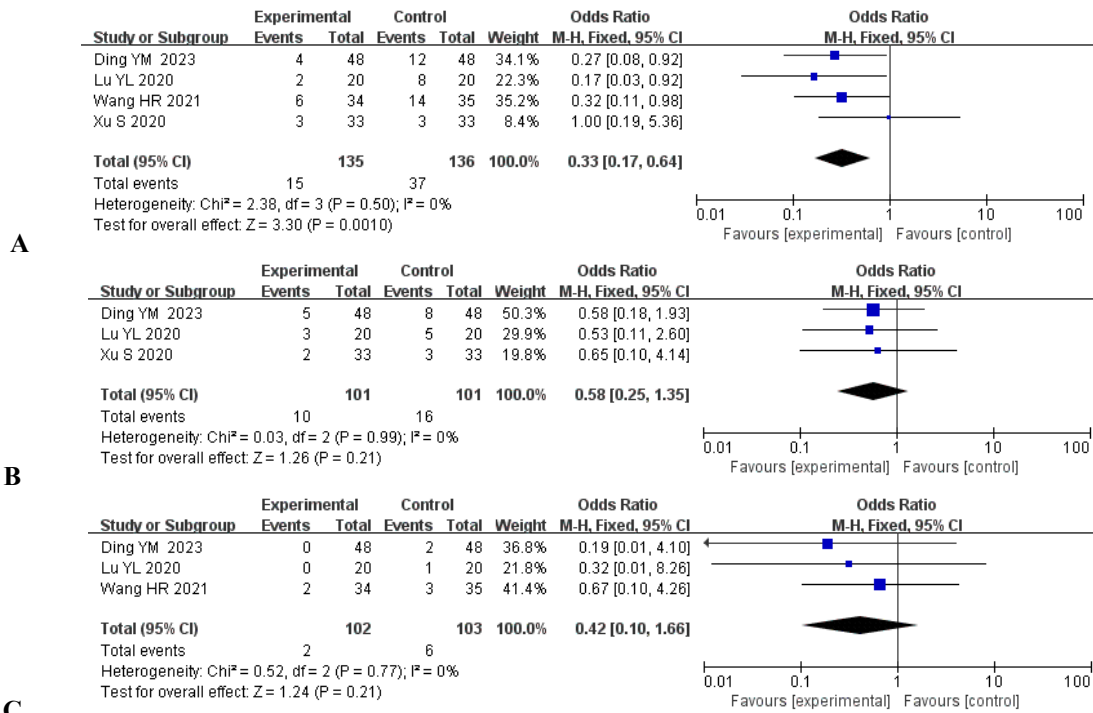 Experimental Control Odds Ratio Odds Ratio
Study or Subgroup Events Total Events Total Weight M-H, Fixed, 95% CI M-H, Fixed, 95% CI
Ding YM 2023 4 48 12 48 34.1% 0.27 [0.08, 0.92]
Lu YL 2020 2 20 8 20 22.3% 0.17 [0.03, 0.92]
Wang HR 2021 6 34 14 35 35.2% 0.32 [0.11, 0.98]
Xu S 2020 3 33 3 33 8.4% 1.00 [0.19, 5.36]
Total (95% CI) 135 136 100.0% 0.33 [0.17, 0.64]
Total events 15 37
Heterogeneity: Chi² = 2.38, df = 3 (P = 0.50); I² = 0%
Test for overall effect: Z = 3.30 (P = 0.0010)
0.01 0.1 1 10 100
Favours [experimental] Favours [control]
A
Experimental Control Odds Ratio Odds Ratio
Study or Subgroup Events Total Events Total Weight M-H, Fixed, 95% CI M-H, Fixed, 95% CI
Ding YM 2023 5 48 8 48 50.3% 0.58 [0.18, 1.93]
Lu YL 2020 3 20 5 20 29.9% 0.53 [0.11, 2.60]
Xu S 2020 2 33 3 33 19.8% 0.65 [0.10, 4.14]
Total (95% CI) 101 101 100.0% 0.58 [0.25, 1.35]
Total events 10 16
Heterogeneity: Chi² = 0.03, df = 2 (P = 0.99); I² = 0%
Test for overall effect: Z = 1.26 (P = 0.21)
0.01 0.1 1 10 100
Favours [experimental] Favours [control]
B
Experimental Control Odds Ratio Odds Ratio
Study or Subgroup Events Total Events Total Weight M-H, Fixed, 95% CI M-H, Fixed, 95% CI
Ding YM 2023 0 48 2 48 36.8% 0.19 [0.01, 4.10]
Lu YL 2020 0 20 1 20 21.8% 0.32 [0.01, 8.26]
Wang HR 2021 2 34 3 35 41.4% 0.67 [0.10, 4.26]
Total (95% CI) 102 103 100.0% 0.42 [0.10, 1.66]
Total events 2 6
Heterogeneity: Chi² = 0.52, df = 2 (P = 0.77); I² = 0%
Test for overall effect: Z = 1.24 (P = 0.21)
0.01 0.1 1 10 100
Favours [experimental] Favours [control]
C